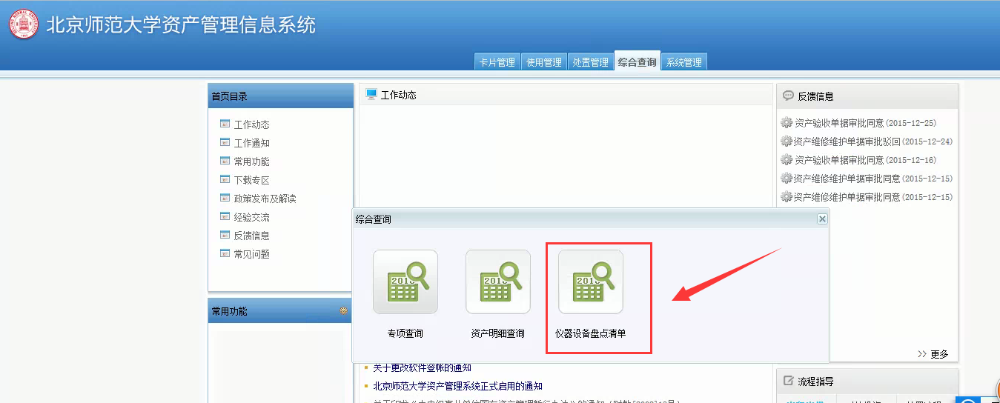 北京师范大学资产管理信息系统
卡片管理 使用管理 处置管理 综合查询 系统管理
首页目录
工作动态
工作通知
常用功能
下载专区
政策发布及解读
经验交流
反馈信息
常见问题
常用功能
工作动态
综合查询
2016
专项查询
2016
资产明细查询
2016
仪器设备盘点清单
关于更改软件登帐的通知
北京师范大学资产管理系统正式启用的通知
反馈信息
资产验收单据审批同意(2015-12-25)
资产维修维护单据审批驳回(2015-12-24)
资产验收单据审批同意(2015-12-16)
资产维修维护单据审批同意(2015-12-15)
资产维修维护单据审批同意(2015-12-15)
>> 更多
流程指导